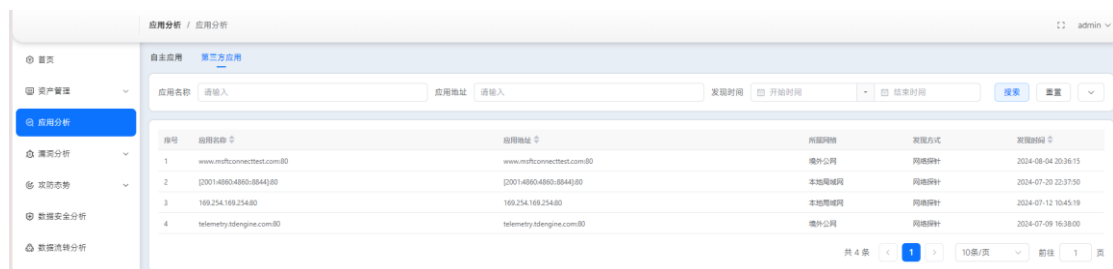 应用分析 / 应用分析
admin
首页
自主应用 第三方应用
资产管理
应用名称 请输入 应用地址 请输入 发现时间 开始时间 - 结束时间 搜索 重置
应用分析
排号 应用名称 应用地址 所属网络 发现方式 发现时间
漏洞分析
1 www.msftconnecttest.com:80 www.msftconnecttest.com:80 境外公网 网络探针 2024-08-04 20:36:15
攻防态势
2 [2001:4860:4860::8844]:80 [2001:4860:4860::8844]:80 本地局域网 网络探针 2024-07-20 22:37:50
3 169.254.169.254:80 169.254.169.254:80 本地局域网 网络探针 2024-07-12 10:45:19
数据安全分析
4 telemetry.tdengine.com:80 telemetry.tdengine.com:80 境外公网 网络探针 2024-07-09 16:38:00
数据流转分析
共 4 条 < 1 > 10条/页 前往 1 页